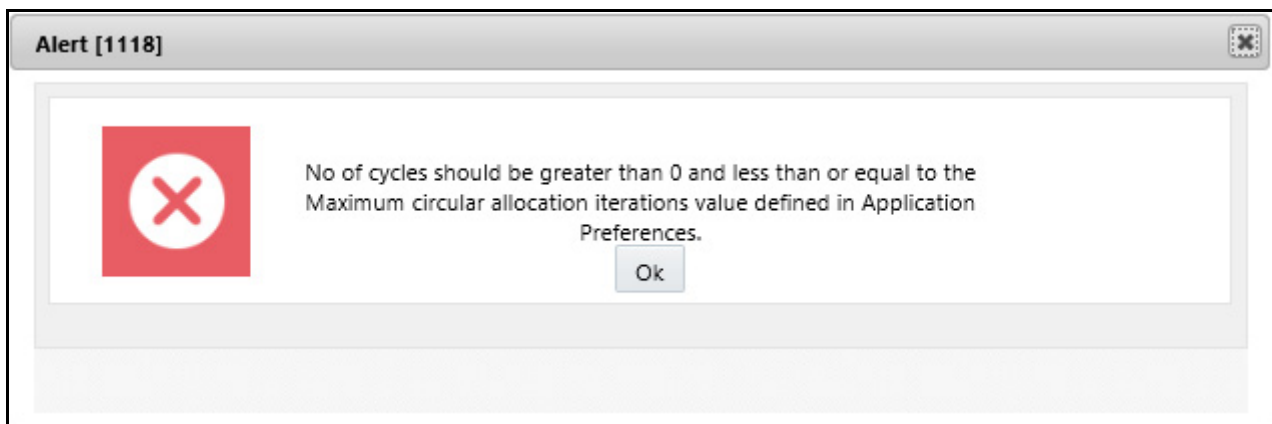 Alert [1118]
No of cycles should be greater than 0 and less than or equal to the
Maximum circular allocation iterations value defined in Application
Preferences.
Ok